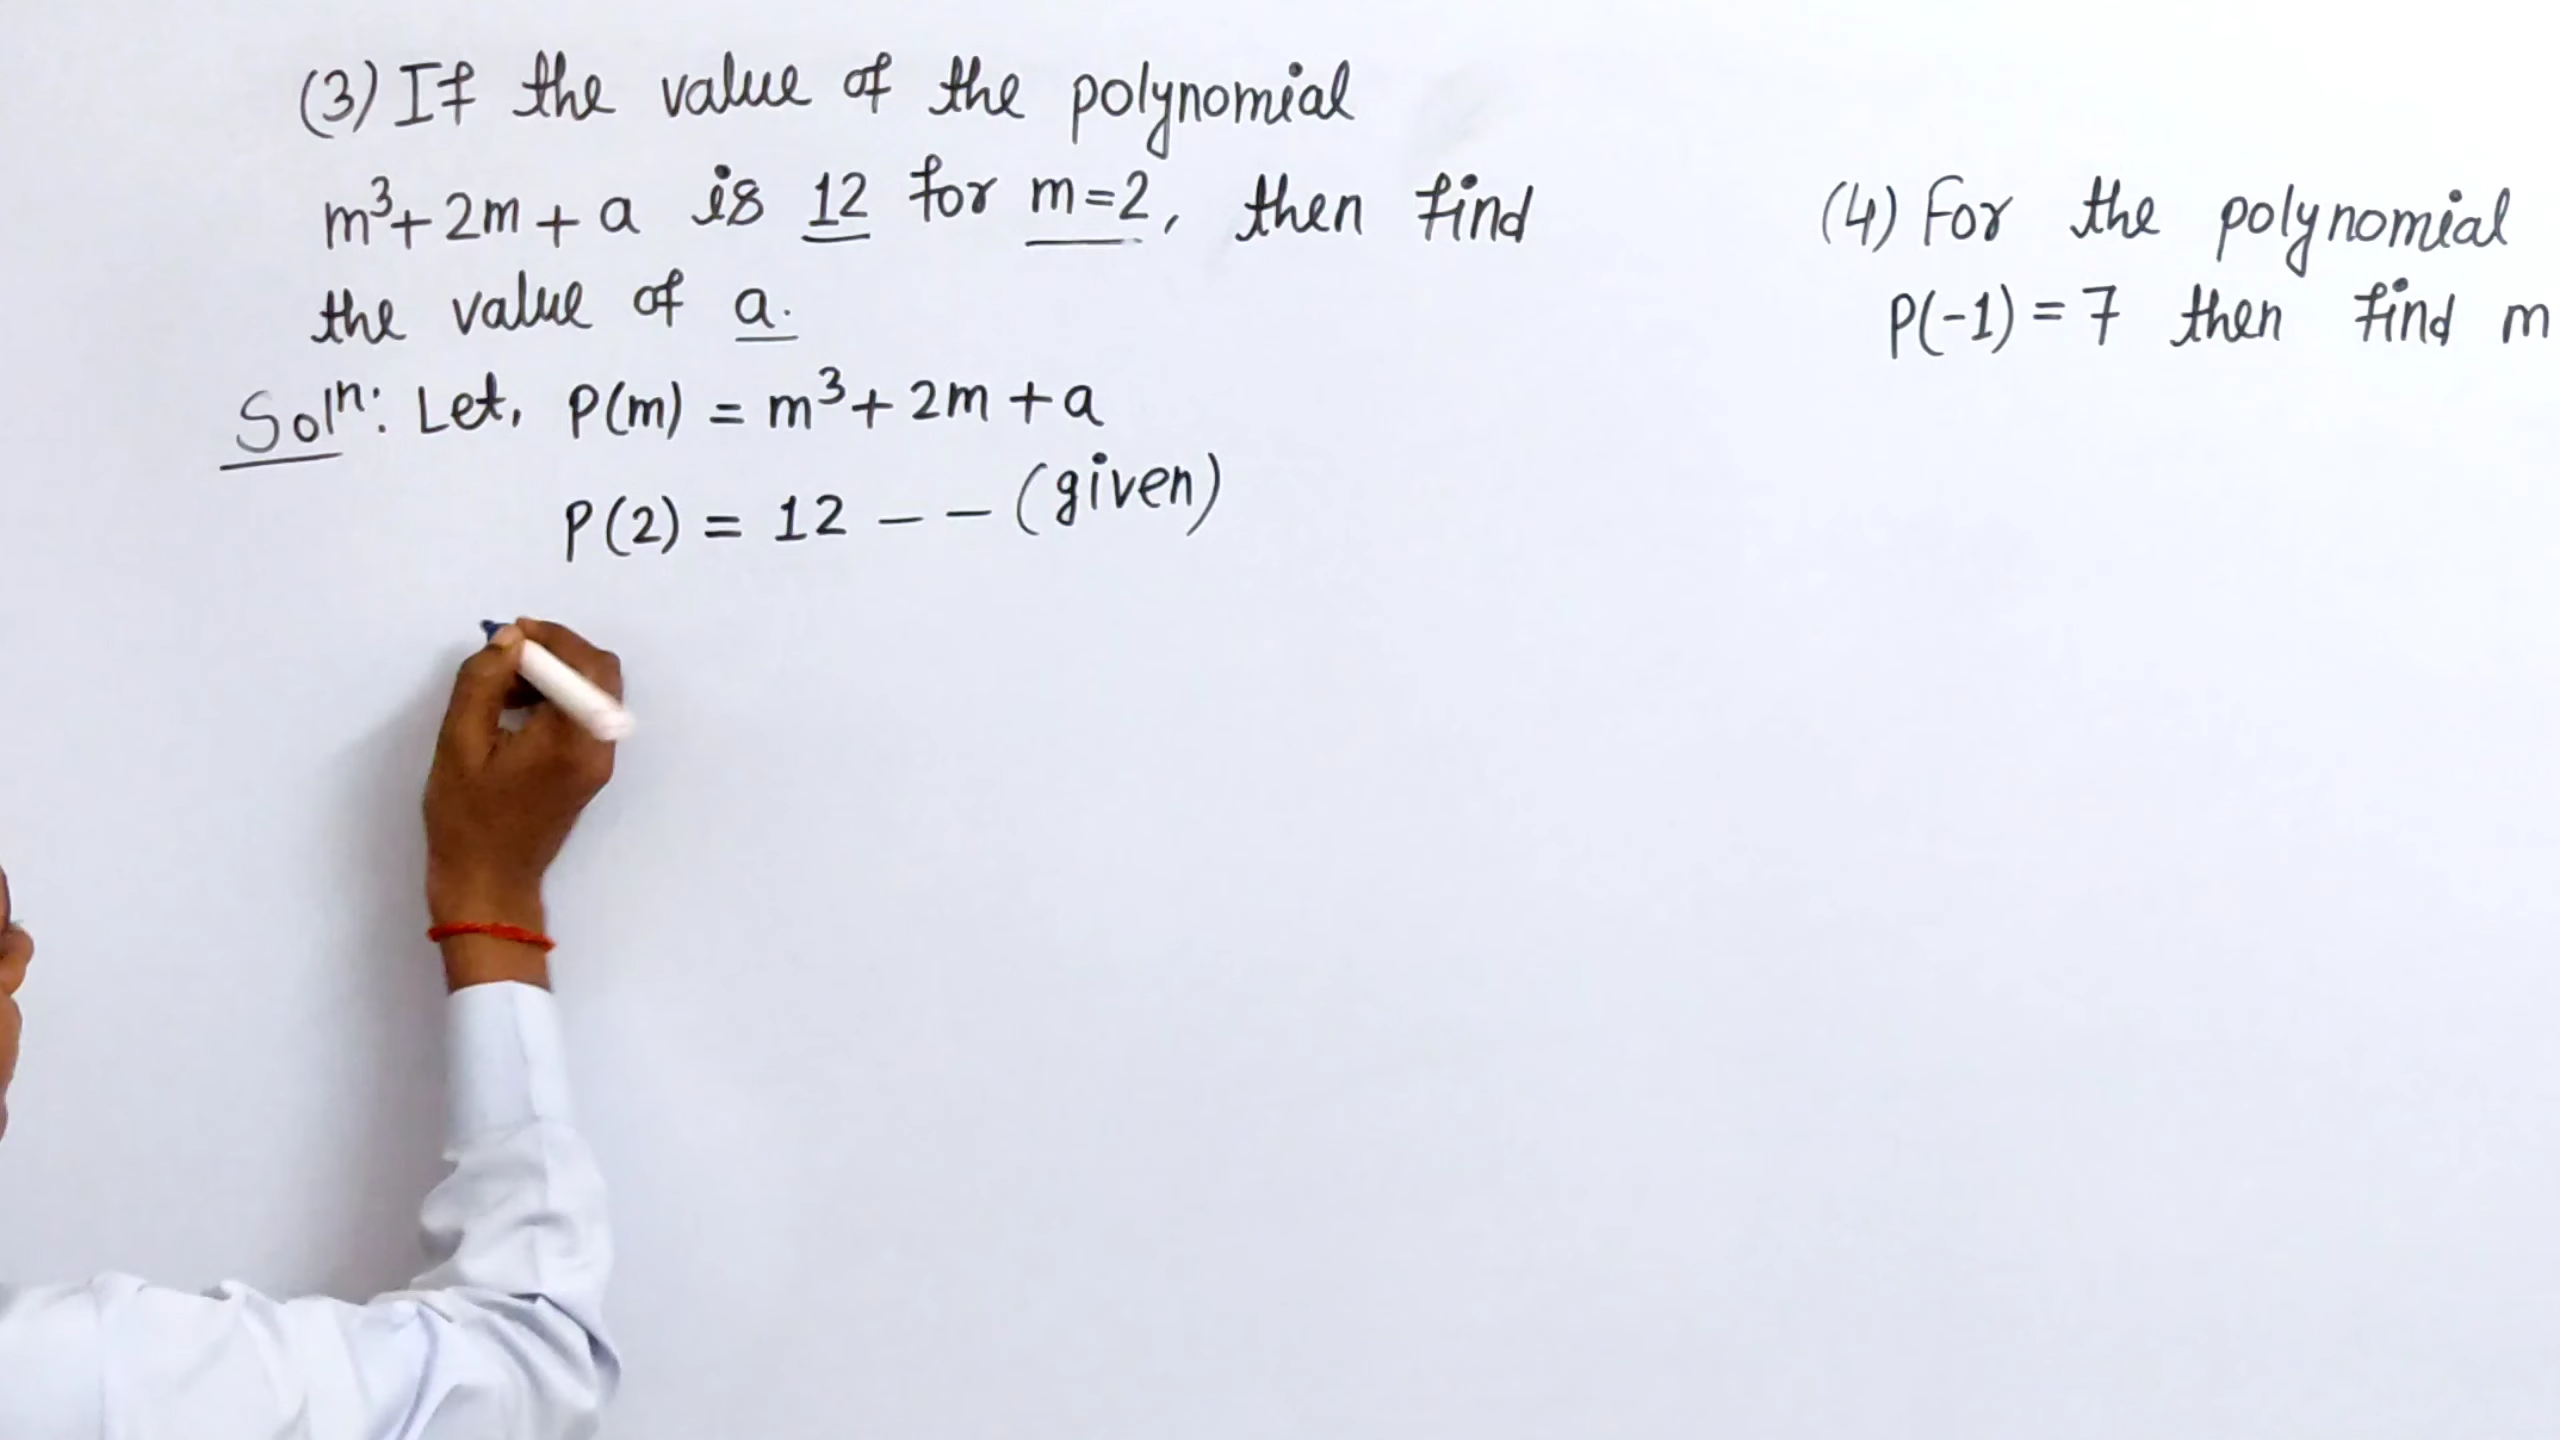 (3) If the value of the polynomial
m³+2m+a is 12 for m=2, then find
the value of a.
Solⁿ: Let, P(m) = m³+2m+a
P(2) = 12 -- (given)
(4) For the polynomial
P(-1) = 7 then find m